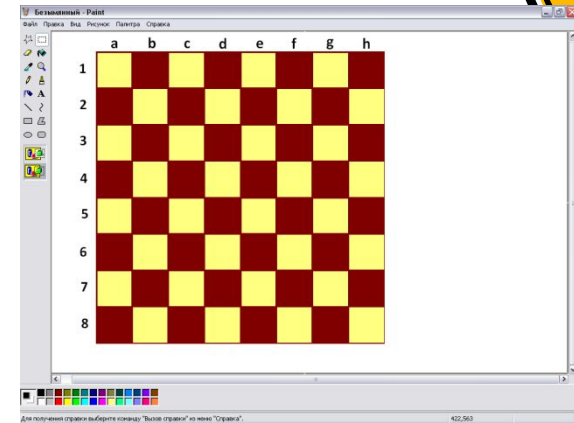 Безымянный - Paint
Файл Правка Вид Рисунок Палитра Справка
a b c d e f g h
1
2
3
4
5
6
7
8
Для получения справки выберите команду "Вызов справки" из меню "Справка".
422,563